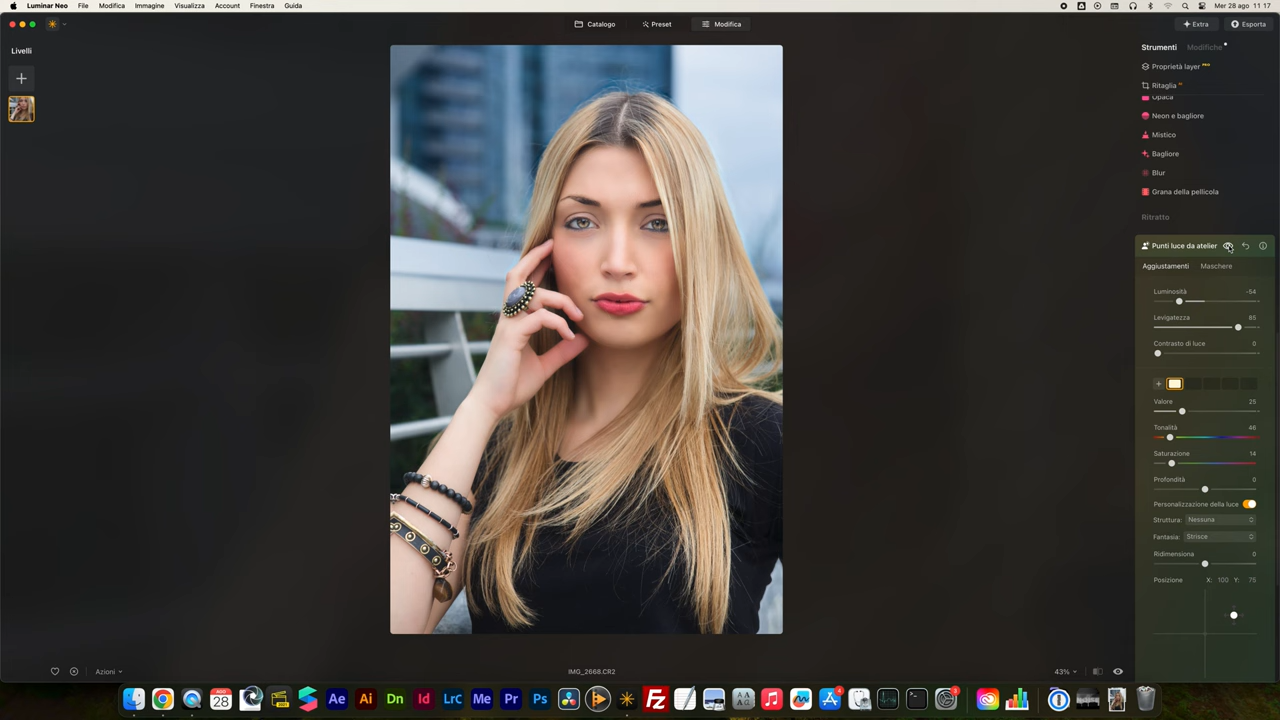 Luminar Neo File Modifica Immagine Visualizza Account Finestra Guida
Mer 28 ago 11 17
Catalogo Preset Modifica
Extra Esporta
Livelli
Strumenti Modifiche
Proprietà layer PRO
Ritaglia
Opaca
Neon e bagliore
Mistico
Bagliore
Blur
Grana della pellicola
Ritratto
Punti luce da atelier
Aggiustamenti Maschere
Luminosità -54
Levigatezza 85
Contrasto di luce 0
Valore 25
Tonalità 46
Saturazione 14
Profondità 0
Personalizzazione della luce
Struttura: Nessuna
Fantasia: Strisce
Ridimensiona 0
Posizione X: 100 Y: 75
Azioni
IMG_2668.CR2
43%
AUG
28
Ae Ai Dn Id LrC Me Pr Ps